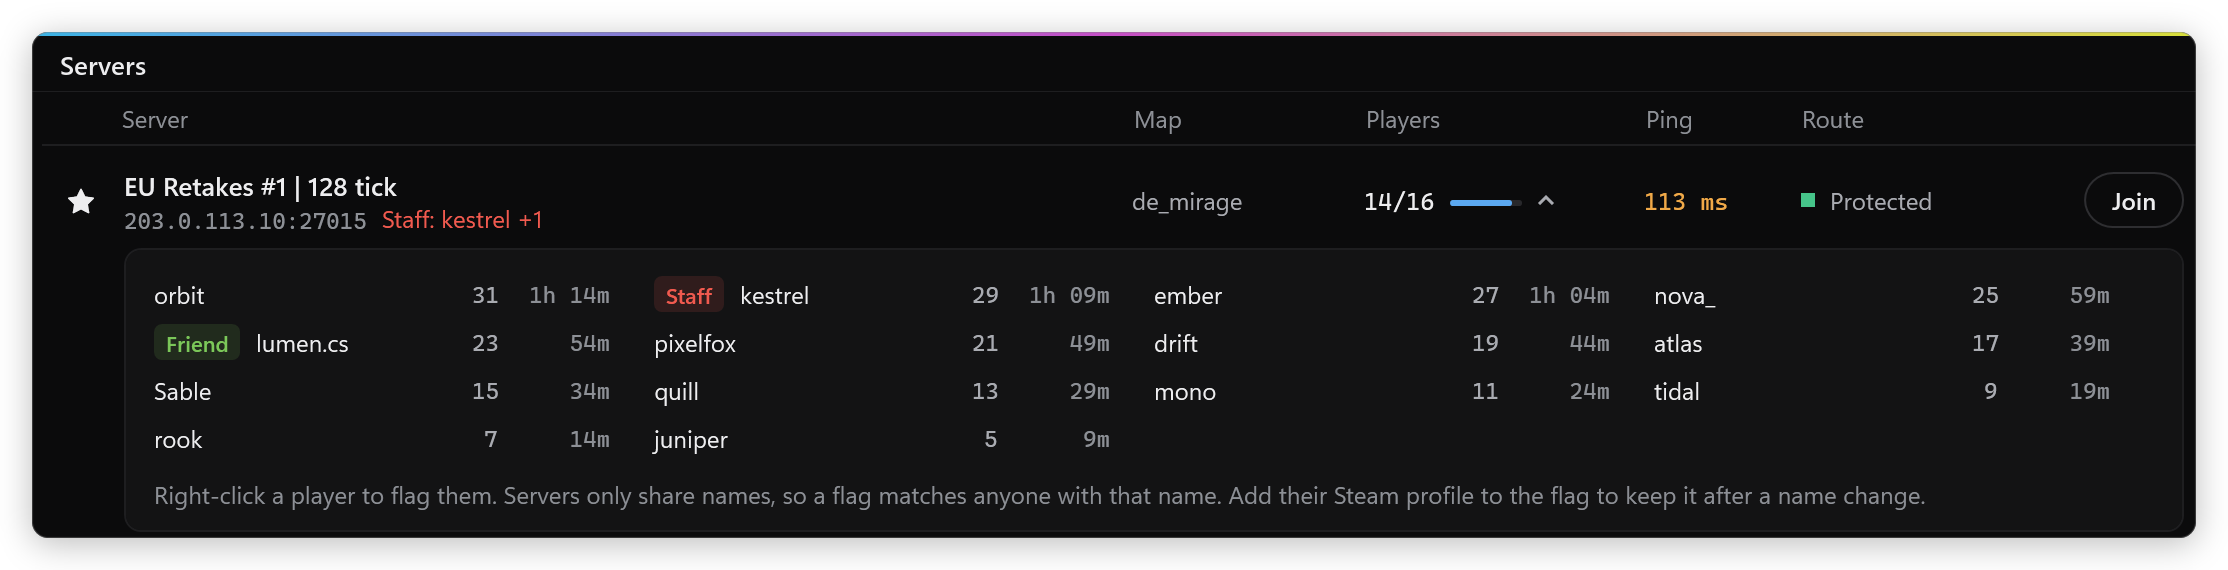 Servers
Server Map Players Ping Route
EU Retakes #1 | 128 tick
203.0.113.10:27015 Staff: kestrel +1
de_mirage 14/16 113 ms Protected Join
orbit 31 1h 14m Staff kestrel 29 1h 09m ember 27 1h 04m nova_ 25 59m
Friend lumen.cs 23 54m pixelfox 21 49m drift 19 44m atlas 17 39m
Sable 15 34m quill 13 29m mono 11 24m tidal 9 19m
rook 7 14m juniper 5 9m
Right-click a player to flag them. Servers only share names, so a flag matches anyone with that name. Add their Steam profile to the flag to keep it after a name change.